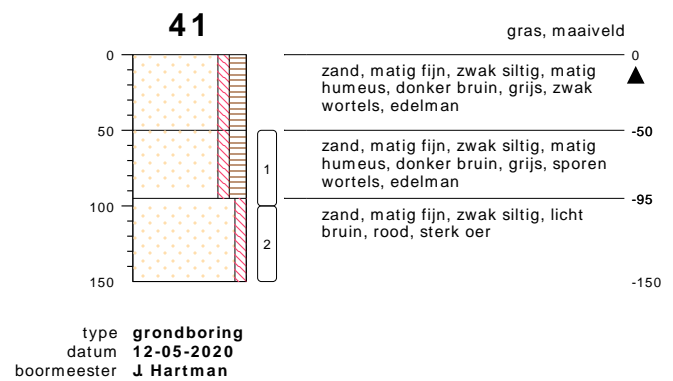 41
gras, maaiveld
0
0
zand, matig fijn, zwak siltig, matig
humeus, donker bruin, grijs, zwak
wortels, edelman
50
-50
zand, matig fijn, zwak siltig, matig
humeus, donker bruin, grijs, sporen
wortels, edelman
1
-95
100
zand, matig fijn, zwak siltig, licht
bruin, rood, sterk oer
2
150
-150
type grondboring
datum 12-05-2020
boormeester J. Hartman